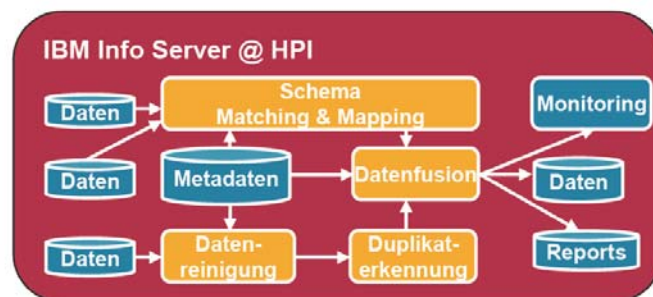 IBM Info Server @ HPI
Daten
Schema
Matching & Mapping
Monitoring
Daten
Metadaten
Datenfusion
Daten
Daten
Daten-
reinigung
Duplikat-
erkennung
Reports